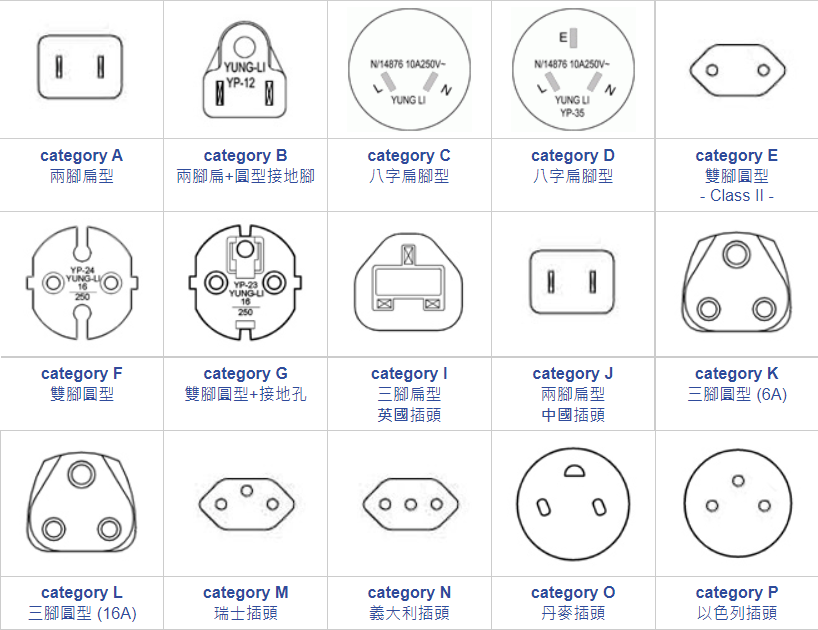 YUNG-LI
YP-12
N/14876 10A250V~
L
N
YUNG LI
E
N/14876 10A250V~
L
N
YUNG LI
YP-35
category A
兩腳扁型
category B
兩腳扁+圓型接地腳
category C
八字扁腳型
category D
八字扁腳型
category E
雙腳圓型
- Class II -
YP-24
YUNG-LI
16
250
YP-23
YUNG-LI
16
250
category F
雙腳圓型
category G
雙腳圓型+接地孔
category I
三腳扁型
英國插頭
category J
兩腳扁型
中國插頭
category K
三腳圓型 (6A)
category L
三腳圓型 (16A)
category M
瑞士插頭
category N
義大利插頭
category O
丹麥插頭
category P
以色列插頭